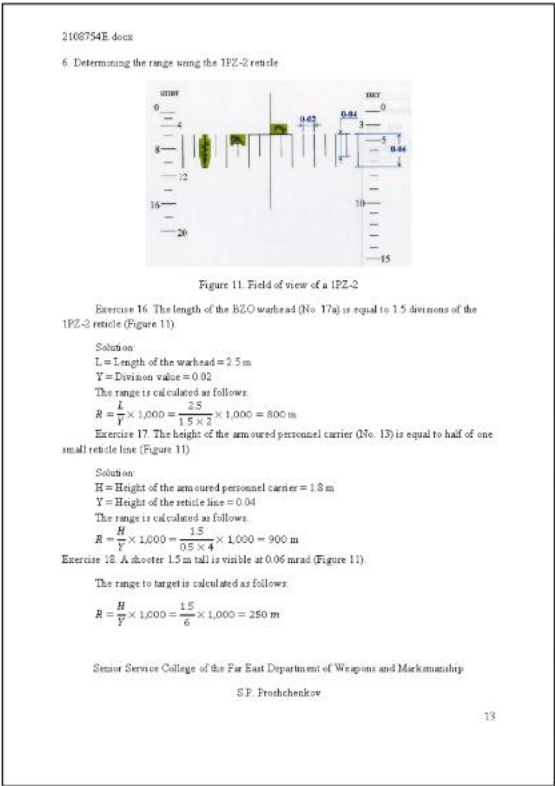 2108754E.docx
6. Determining the range using the 1PZ-2 reticle
0 0
4 3 0-02 0-04
8 5 0-06
12
16 10
20
15
Figure 11. Field of view of a 1PZ-2
Exercise 16. The length of the BZO warhead (No. 17a) is equal to 1.5 divisions of the
1PZ-2 reticle (Figure 11).
Solution:
L = Length of the warhead = 2.5 m
Y = Division value = 0.02
The range is calculated as follows:
R = L/Y × 1,000 = 2.5/1.5 × 2 × 1,000 = 800 m
Exercise 17. The height of the armoured personnel carrier (No. 13) is equal to half of one
small reticle line (Figure 11)
Solution:
H = Height of the armoured personnel carrier = 1.8 m
Y = Height of the reticle line = 0.04
The range is calculated as follows:
R = H/Y × 1,000 = 1.5/0.5 × 4 × 1,000 = 900 m
Exercise 18. A shooter 1.5 m tall is visible at 0.06 mrad (Figure 11).
The range to target is calculated as follows:
R = H/Y × 1,000 = 1.5/6 × 1,000 = 250 m
Senior Service College of the Far East Department of Weapons and Marksmanship
S.P. Proshchenkov
13